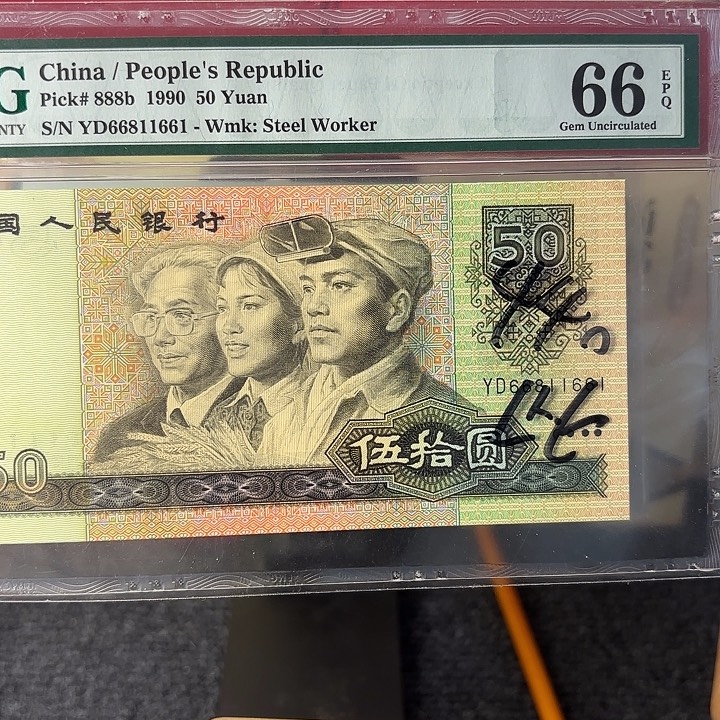 G China / People's Republic
Pick# 888b 1990 50 Yuan
NTY S/N YD66811661 - Wmk: Steel Worker
66 EPQ
Gem Uncirculated
国人民银行
50
YD66811661
伍拾圆
50